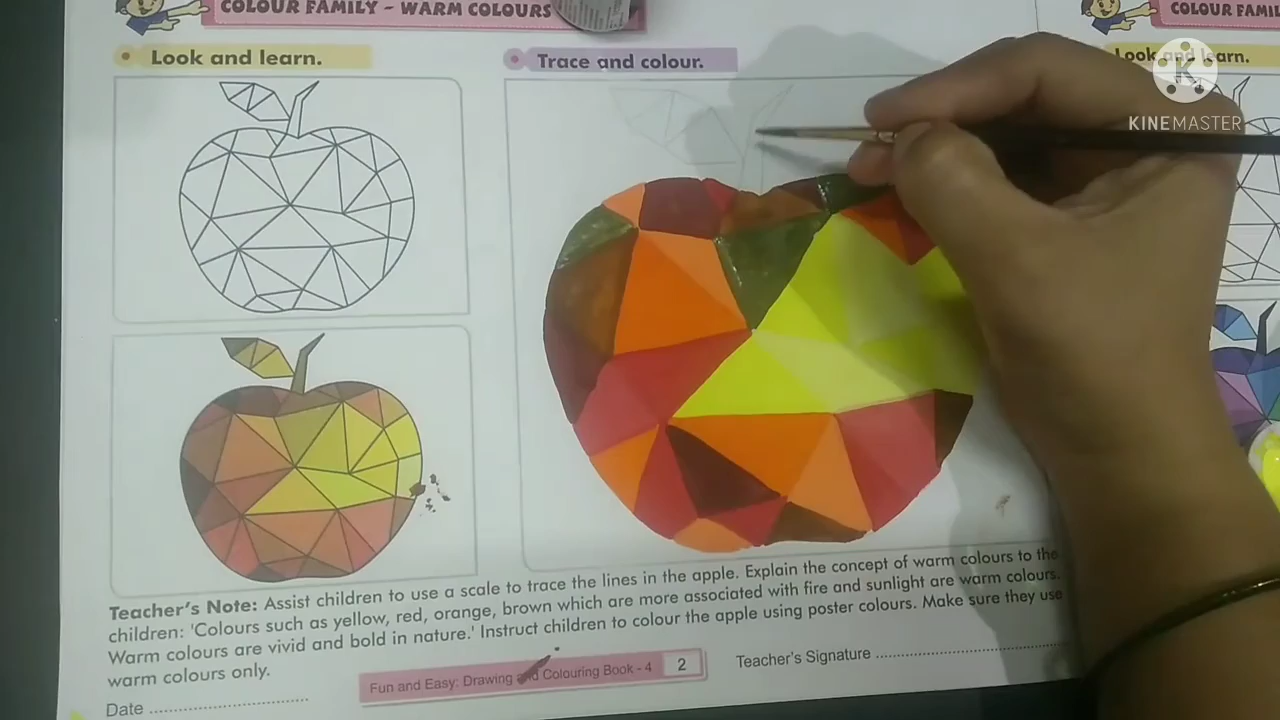 COLOUR FAMILY - WARM COLOURS
Look and learn.
Trace and colour.
Look and learn.
KINEMASTER
Teacher's Note: Assist children to use a scale to trace the lines in the apple. Explain the concept of warm colours to the
children: 'Colours such as yellow, red, orange, brown which are more associated with fire and sunlight are warm colours.
Warm colours are vivid and bold in nature.' Instruct children to colour the apple using poster colours. Make sure they use
warm colours only.
Date
Fun and Easy: Drawing and Colouring Book - 4
2
Teacher's Signature